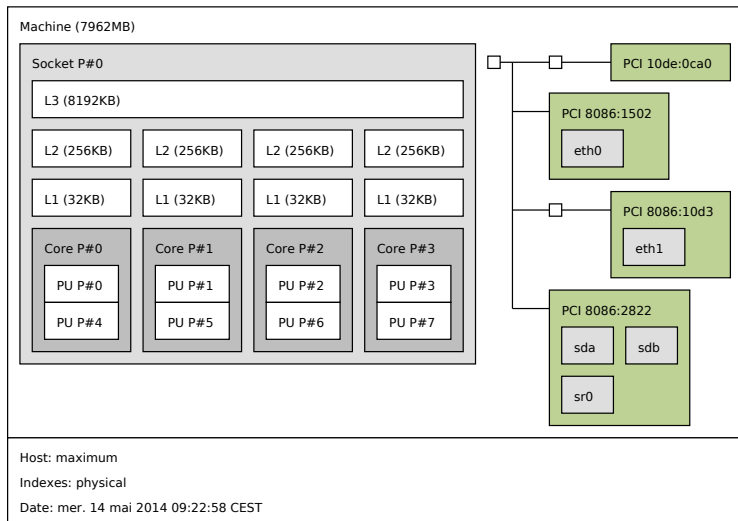 Machine (7962MB)
Socket P#0
L3 (8192KB)
L2 (256KB) L2 (256KB) L2 (256KB) L2 (256KB)
L1 (32KB) L1 (32KB) L1 (32KB) L1 (32KB)
Core P#0 Core P#1 Core P#2 Core P#3
PU P#0 PU P#1 PU P#2 PU P#3
PU P#4 PU P#5 PU P#6 PU P#7
PCI 10de:0ca0
PCI 8086:1502
eth0
PCI 8086:10d3
eth1
PCI 8086:2822
sda sdb
sr0
Host: maximum
Indexes: physical
Date: mer. 14 mai 2014 09:22:58 CEST